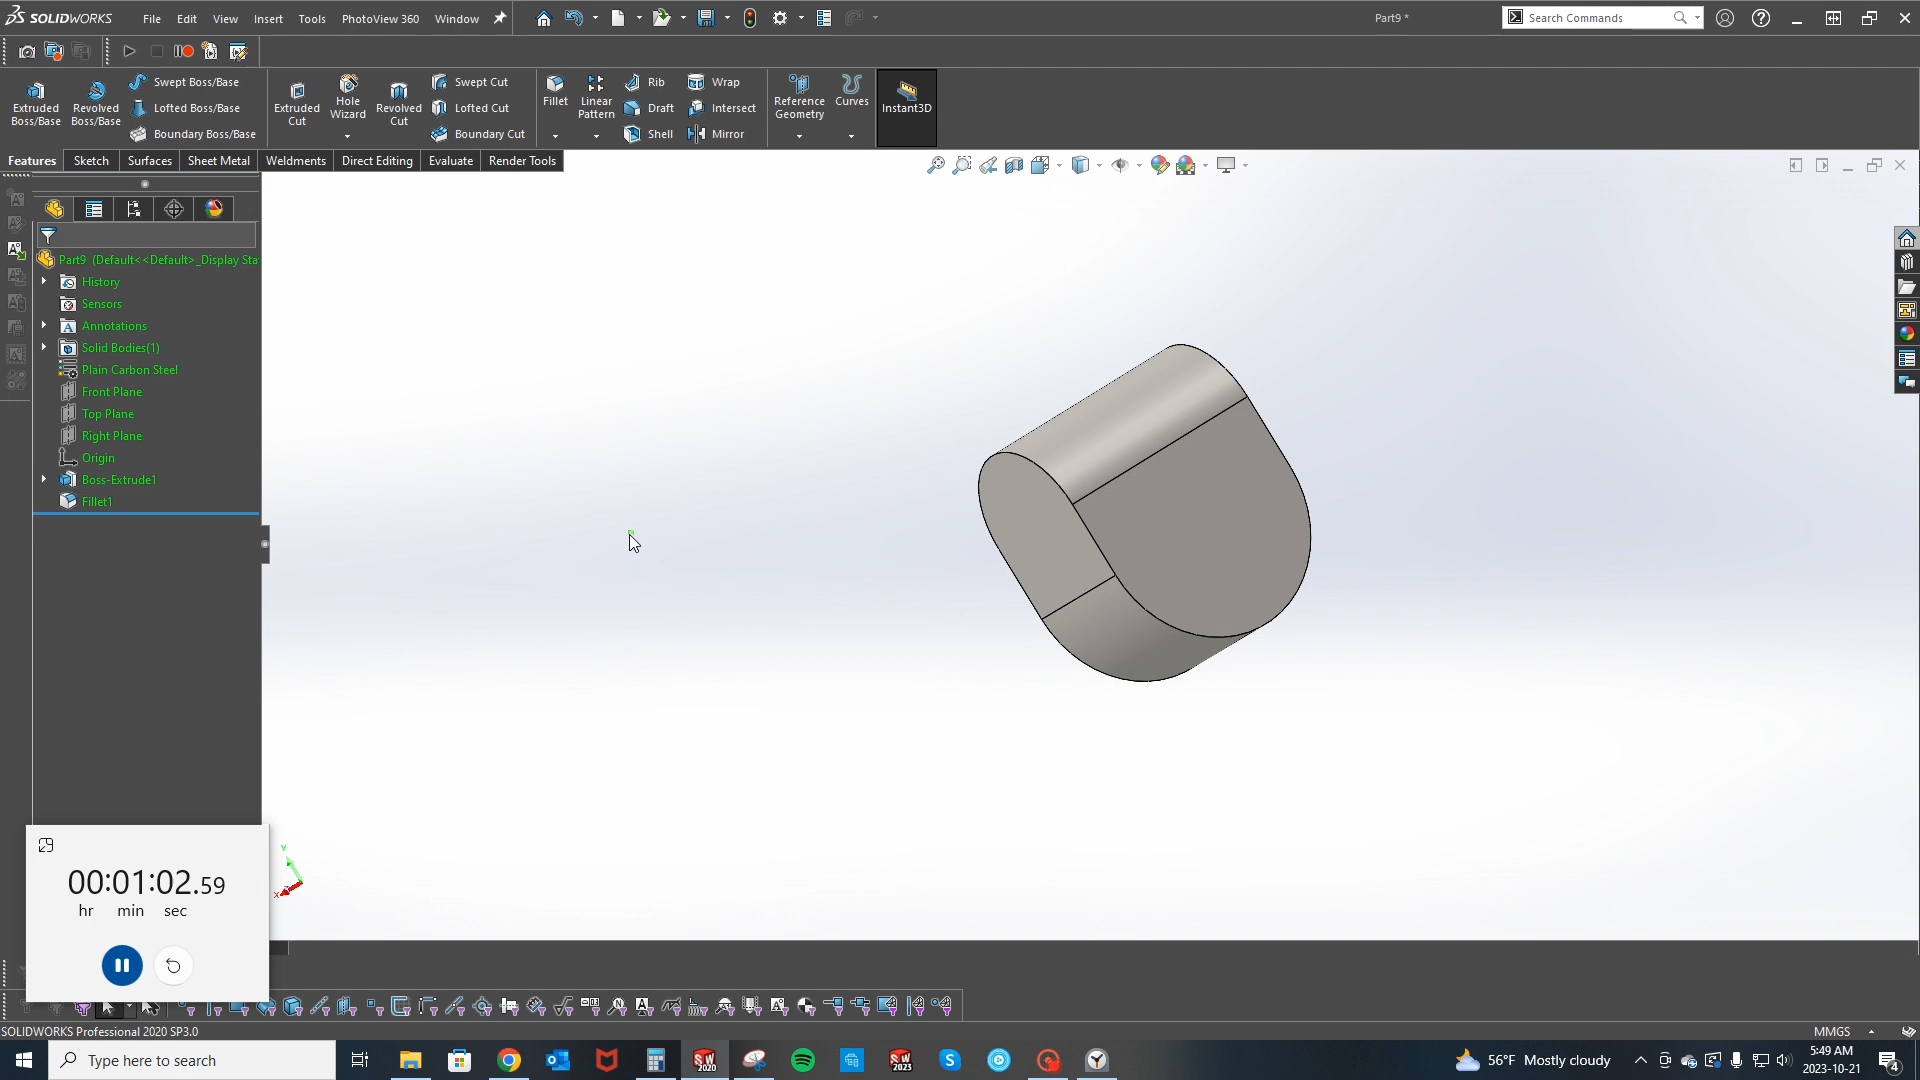 SOLIDWORKS File Edit View Insert Tools PhotoView 360 Window Part9 * Search Commands
Extruded Boss/Base
Revolved Boss/Base
Swept Boss/Base
Lofted Boss/Base
Boundary Boss/Base
Extruded Cut
Hole Wizard
Revolved Cut
Swept Cut
Lofted Cut
Boundary Cut
Fillet
Linear Pattern
Rib
Draft
Shell
Wrap
Intersect
Mirror
Reference Geometry
Curves
Instant3D
Features Sketch Surfaces Sheet Metal Weldments Direct Editing Evaluate Render Tools
Part9 (Default<<Default>_Display Sta
History
Sensors
Annotations
Solid Bodies(1)
Plain Carbon Steel
Front Plane
Top Plane
Right Plane
Origin
Boss-Extrude1
Fillet1
00:01:02.59
hr min sec
Y
X
SOLIDWORKS Professional 2020 SP3.0
MMGS
Type here to search
SW 2020
SW 2023
56°F Mostly cloudy
5:49 AM
2023-10-21
4